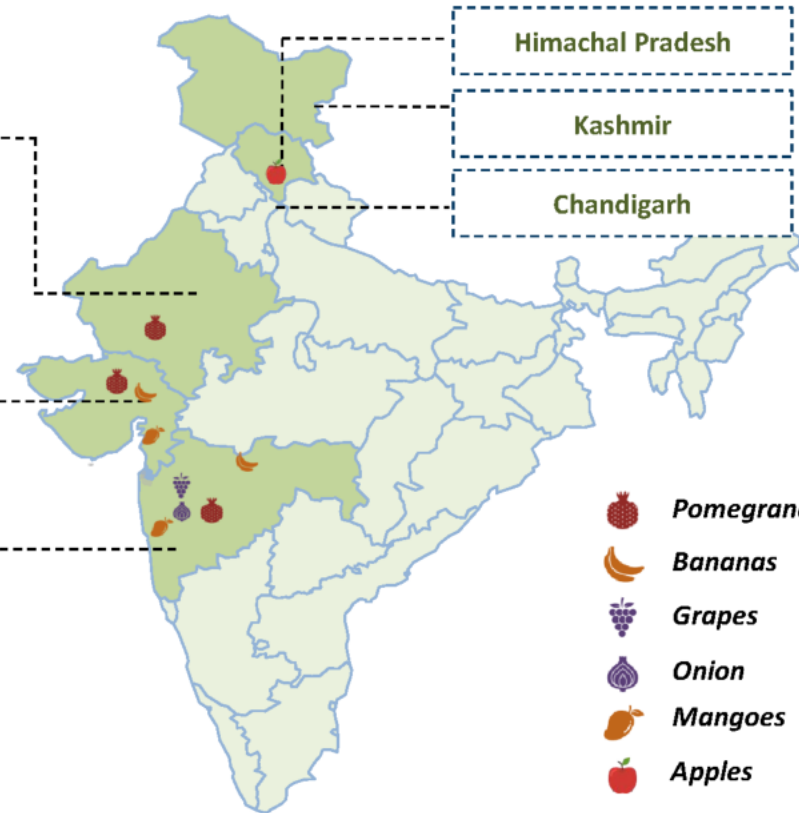 Himachal Pradesh
Kashmir
Chandigarh
Bananas
Grapes
Onion
Mangoes
Apples